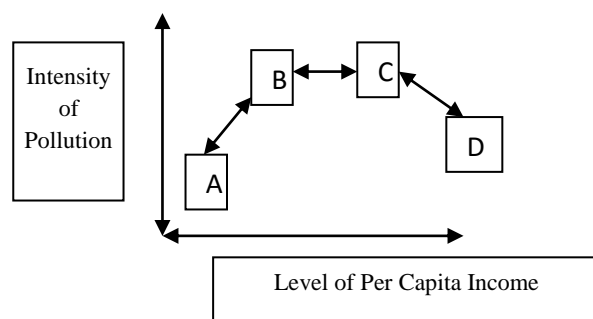 Intensity
of
Pollution
A
B
C
D
Level of Per Capita Income